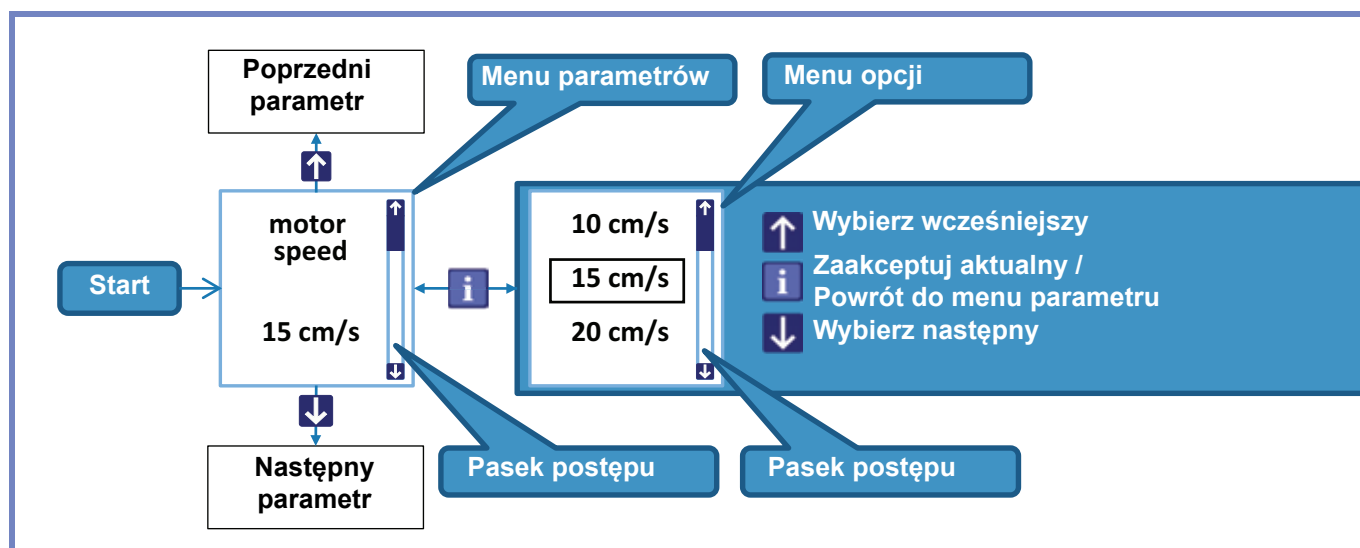 Poprzedni
parametr
Menu parametrów
Menu opcji
motor
speed
15 cm/s
Start
i
10 cm/s
15 cm/s
20 cm/s
Wybierz wcześniejszy
i
Zaakceptuj aktualny /
Powrót do menu parametru
Wybierz następny
Następny
parametr
Pasek postępu
Pasek postępu